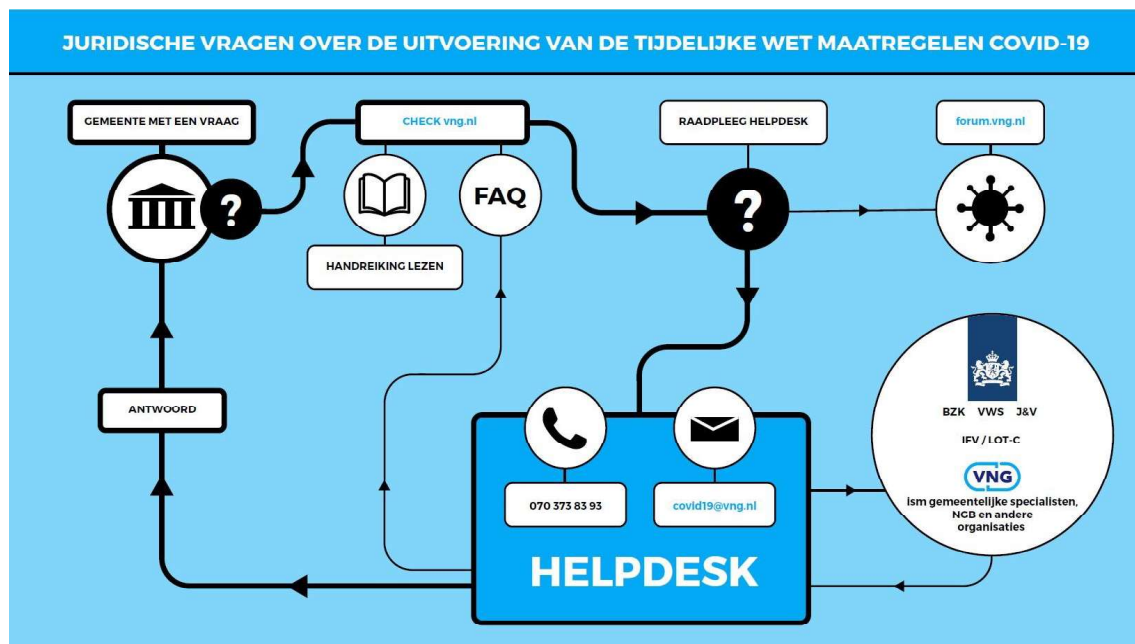 JURIDISCHE VRAGEN OVER DE UITVOERING VAN DE TIJDELIJKE WET MAATREGELEN COVID-19
GEMEENTE MET EEN VRAAG
CHECK vng.nl
RAADPLEEG HELPDESK
forum.vng.nl
?
FAQ
?
HANDREIKING LEZEN
ANTWOORD
BZK VWS J&V
IFV / LOT-C
VNG
ism gemeentelijke specialisten,
NGB en andere
organisaties
070 373 83 93
covid19@vng.nl
HELPDESK